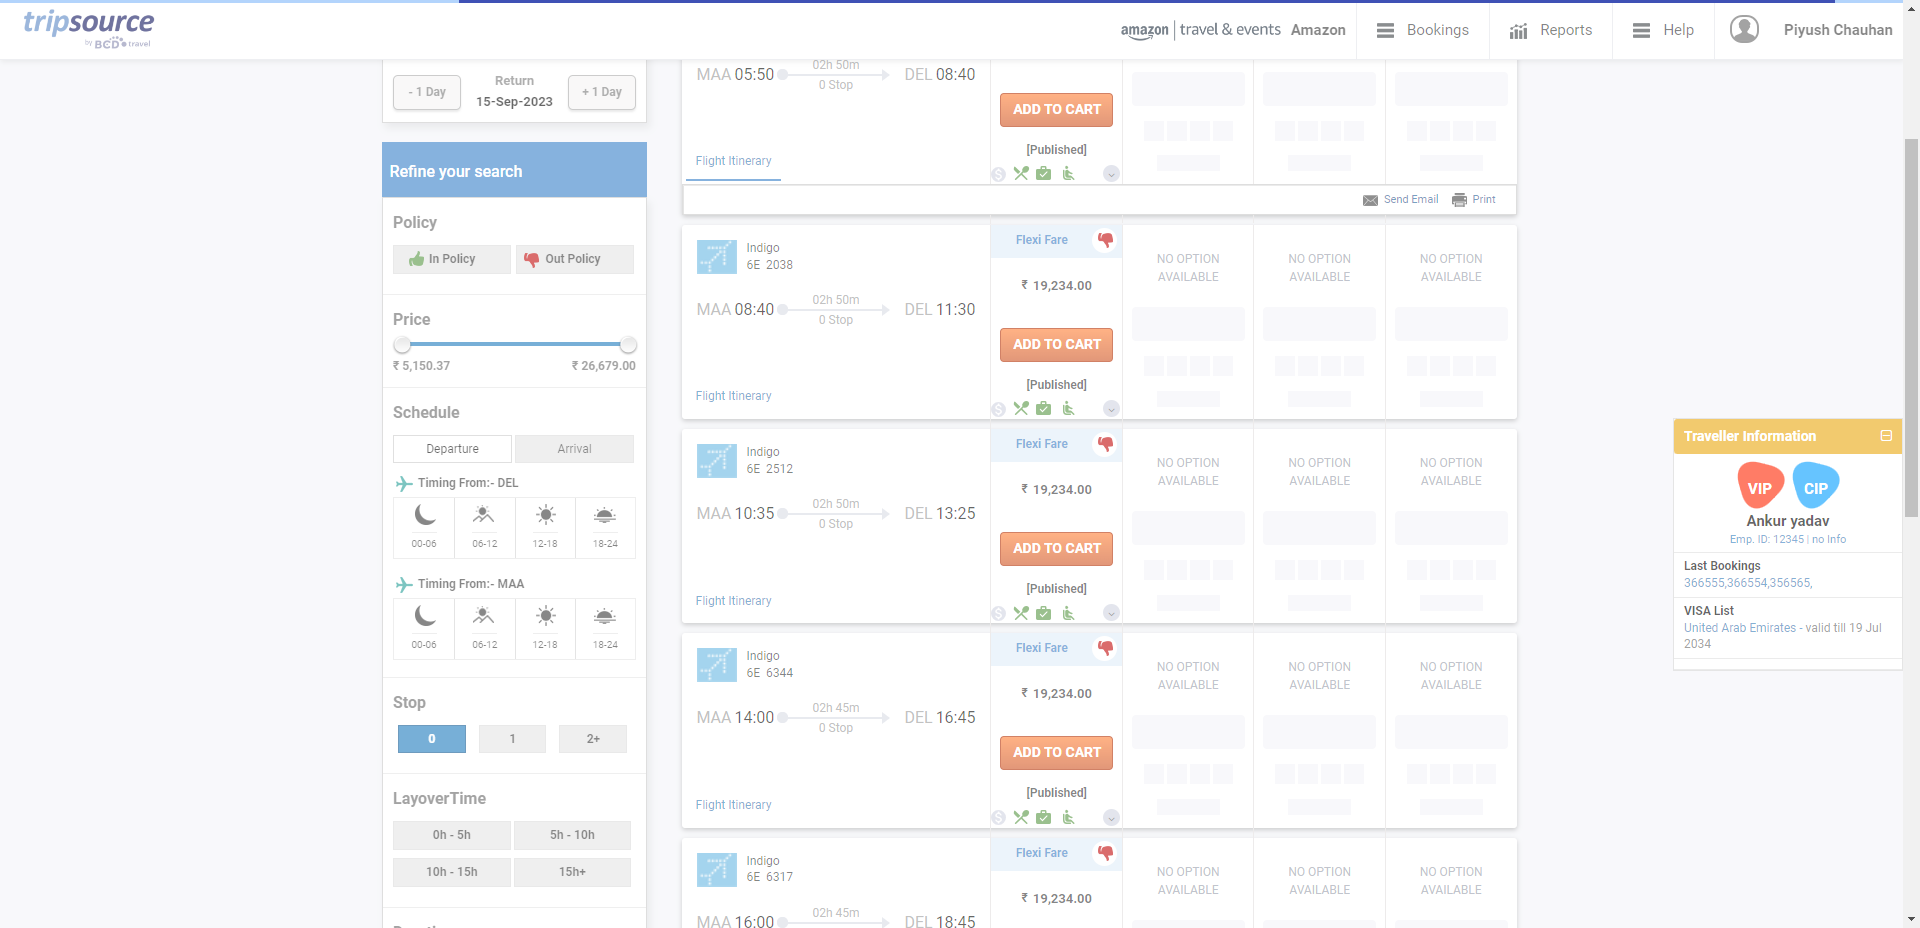 tripsource
by BCD travel
amazon | travel & events Amazon
Bookings
Reports
Help
Piyush Chauhan
- 1 Day
Return
15-Sep-2023
+ 1 Day
Refine your search
Policy
In Policy
Out Policy
Price
₹ 5,150.37
₹ 26,679.00
Schedule
Departure
Arrival
Timing From:- DEL
00-06
06-12
12-18
18-24
Timing From:- MAA
00-06
06-12
12-18
18-24
Stop
0
1
2+
LayoverTime
0h - 5h
5h - 10h
10h - 15h
15h+
MAA 05:50
02h 50m
0 Stop
DEL 08:40
ADD TO CART
[Published]
Flight Itinerary
Send Email
Print
Indigo
6E 2038
MAA 08:40
02h 50m
0 Stop
DEL 11:30
Flight Itinerary
Flexi Fare
₹ 19,234.00
ADD TO CART
[Published]
NO OPTION
AVAILABLE
NO OPTION
AVAILABLE
NO OPTION
AVAILABLE
Indigo
6E 2512
MAA 10:35
02h 50m
0 Stop
DEL 13:25
Flight Itinerary
Flexi Fare
₹ 19,234.00
ADD TO CART
[Published]
NO OPTION
AVAILABLE
NO OPTION
AVAILABLE
NO OPTION
AVAILABLE
Indigo
6E 6344
MAA 14:00
02h 45m
0 Stop
DEL 16:45
Flight Itinerary
Flexi Fare
₹ 19,234.00
ADD TO CART
[Published]
NO OPTION
AVAILABLE
NO OPTION
AVAILABLE
NO OPTION
AVAILABLE
Indigo
6E 6317
MAA 16:00
02h 45m
DEL 18:45
Flexi Fare
₹ 19,234.00
NO OPTION
AVAILABLE
NO OPTION
AVAILABLE
NO OPTION
AVAILABLE
Traveller Information
VIP
CIP
Ankur yadav
Emp. ID: 12345 | no Info
Last Bookings
366555,366554,356565,
VISA List
United Arab Emirates - valid till 19 Jul
2034